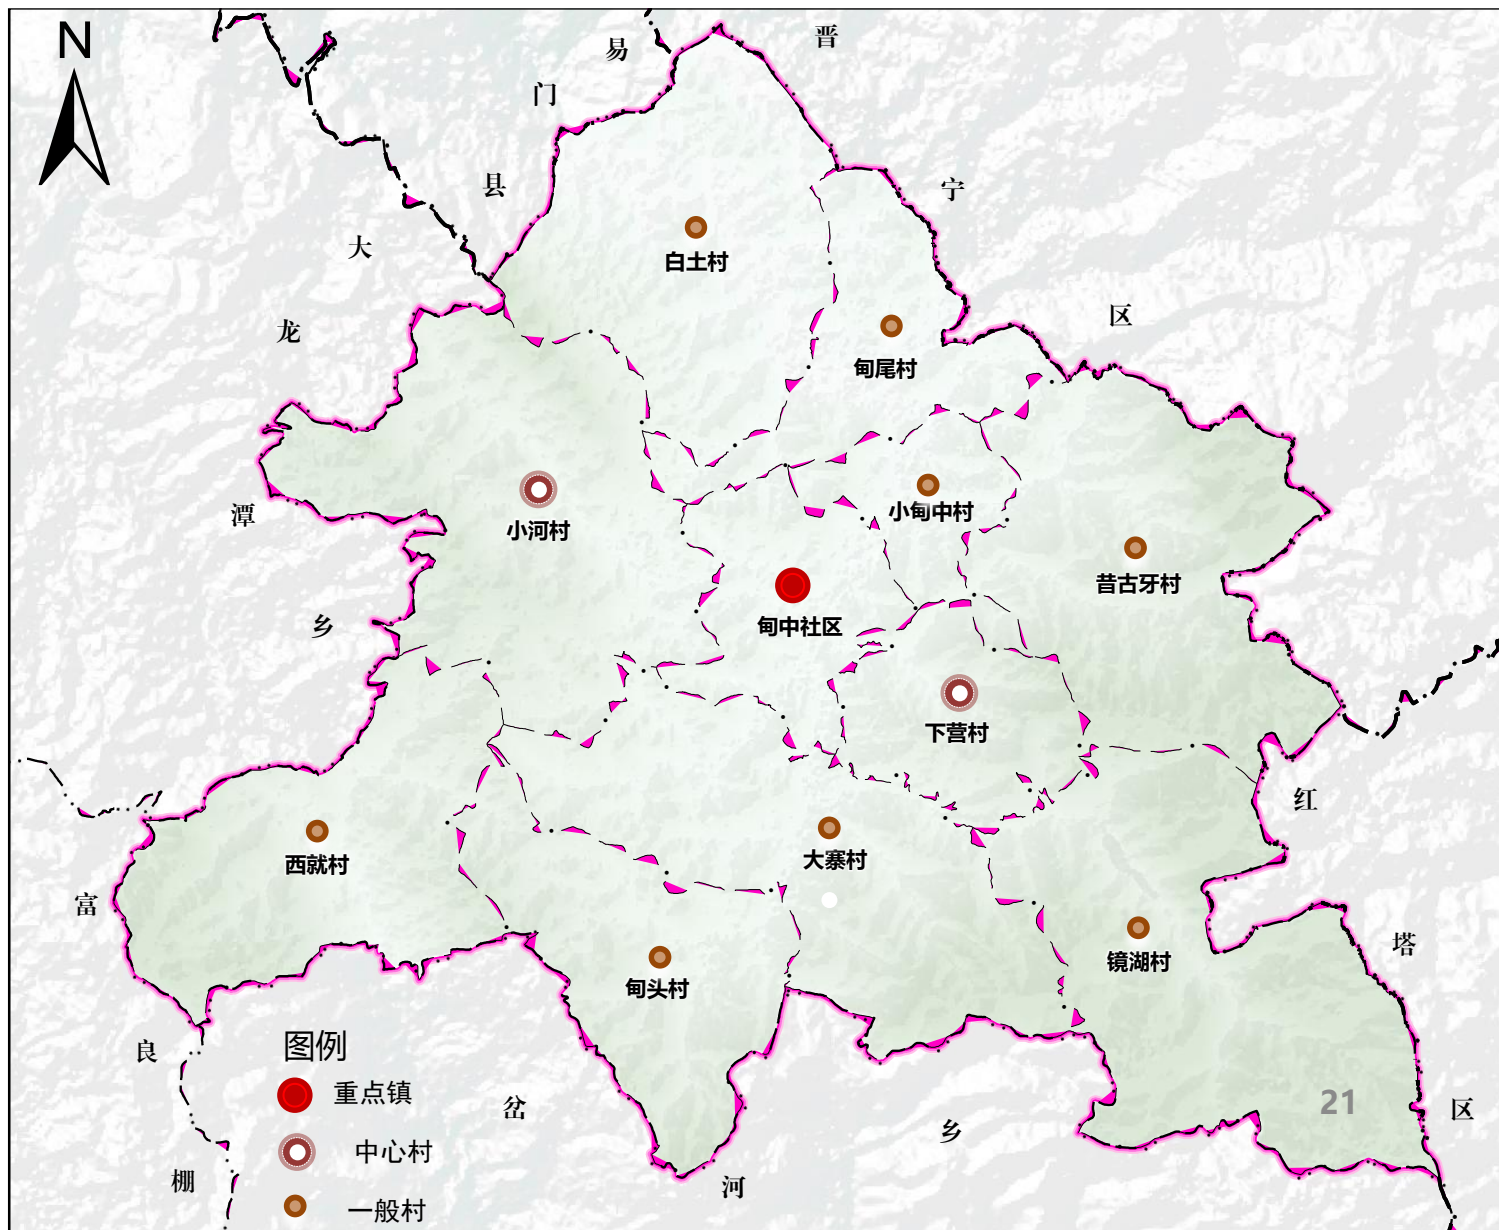 N
易
晋
门
县
宁
大
白土村
龙
区
甸尾村
潭
小河村
小甸中村
昔古牙村
乡
甸中社区
下营村
红
西就村
大寨村
富
塔
镜湖村
甸头村
良
图例
重点镇
岔
乡
21
区
中心村
棚
河
一般村